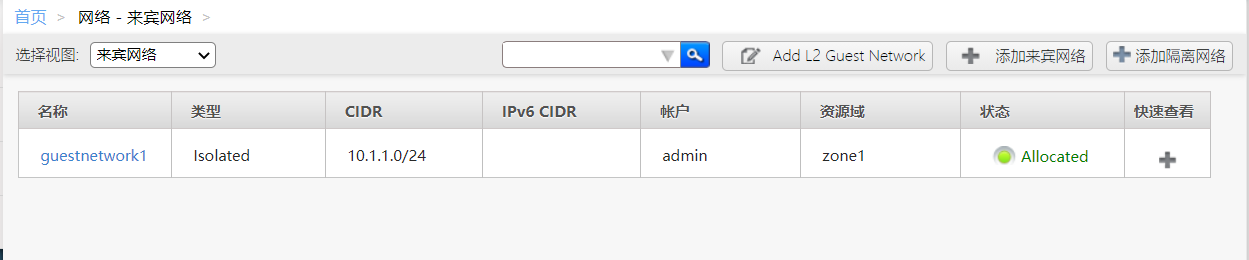 首页 > 网络 - 来宾网络 >
选择视图: 来宾网络 Add L2 Guest Network 添加来宾网络 添加隔离网络
名称 类型 CIDR IPv6 CIDR 帐户 资源域 状态 快速查看
guestnetwork1 Isolated 10.1.1.0/24 admin zone1 Allocated